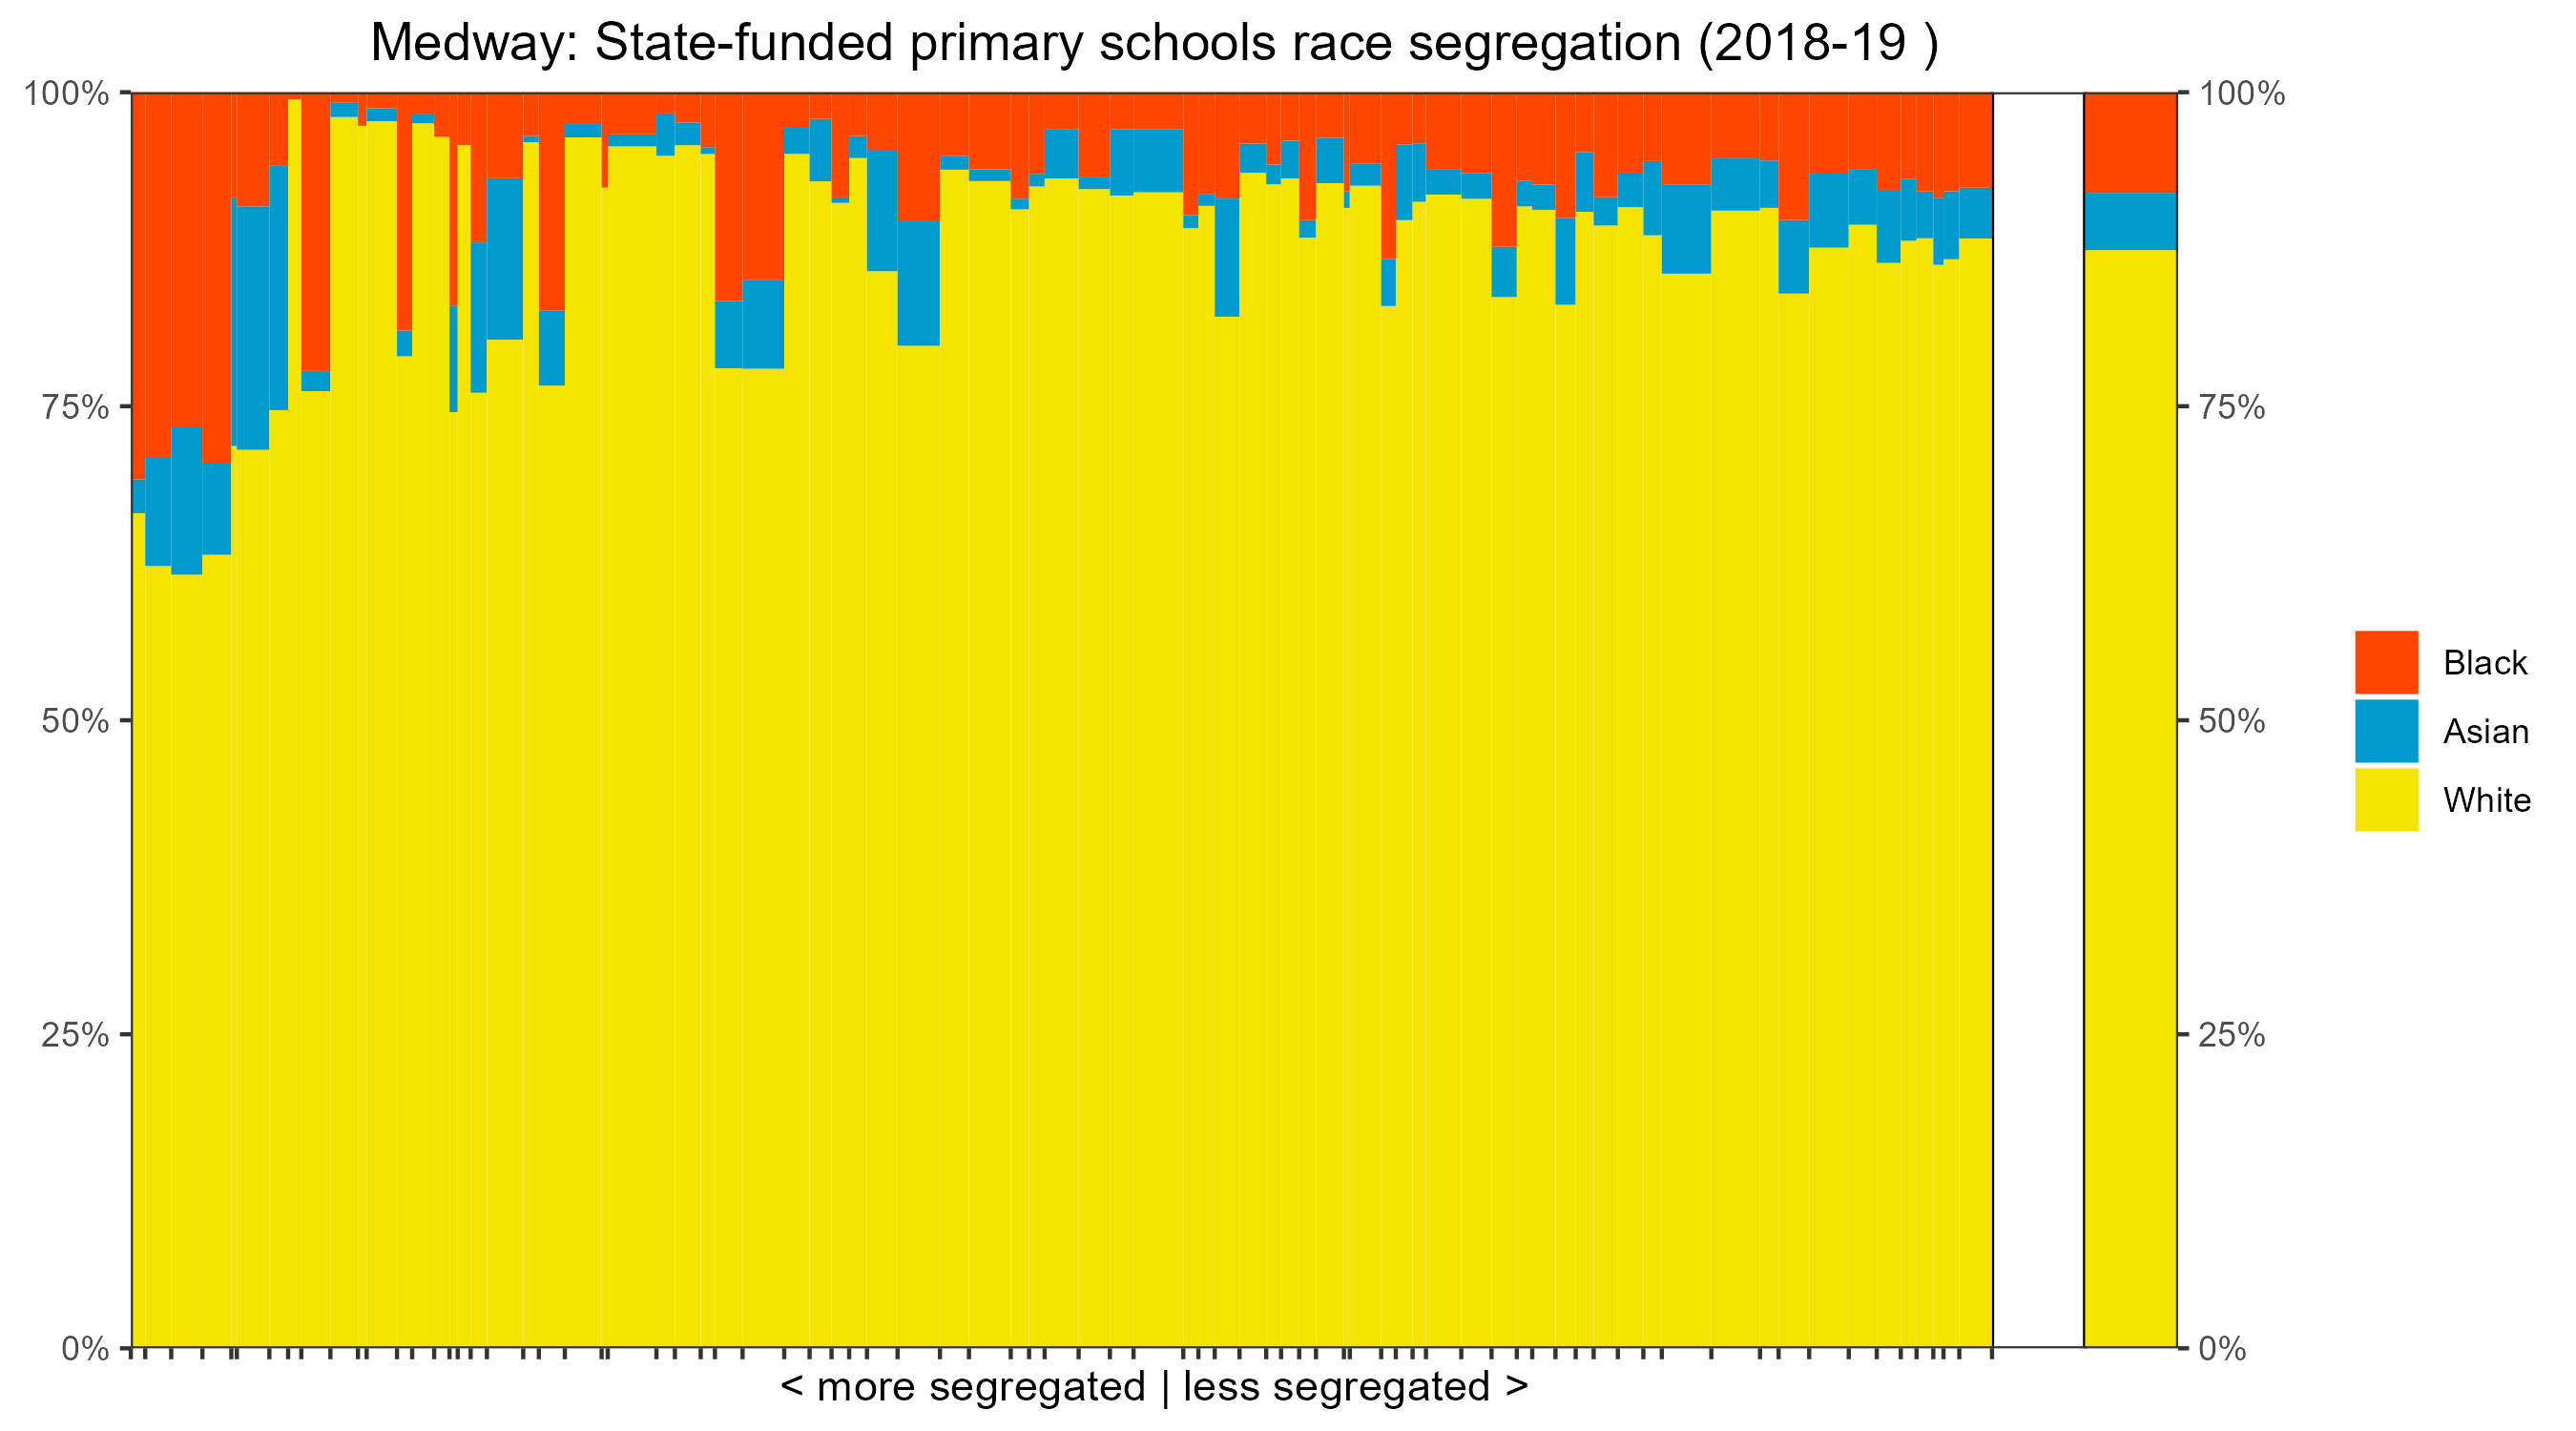 Medway: State-funded primary schools race segregation (2018-19 )
100%
75%
50%
25%
0%
100%
75%
50%
25%
0%
Black
Asian
White
< more segregated | less segregated >